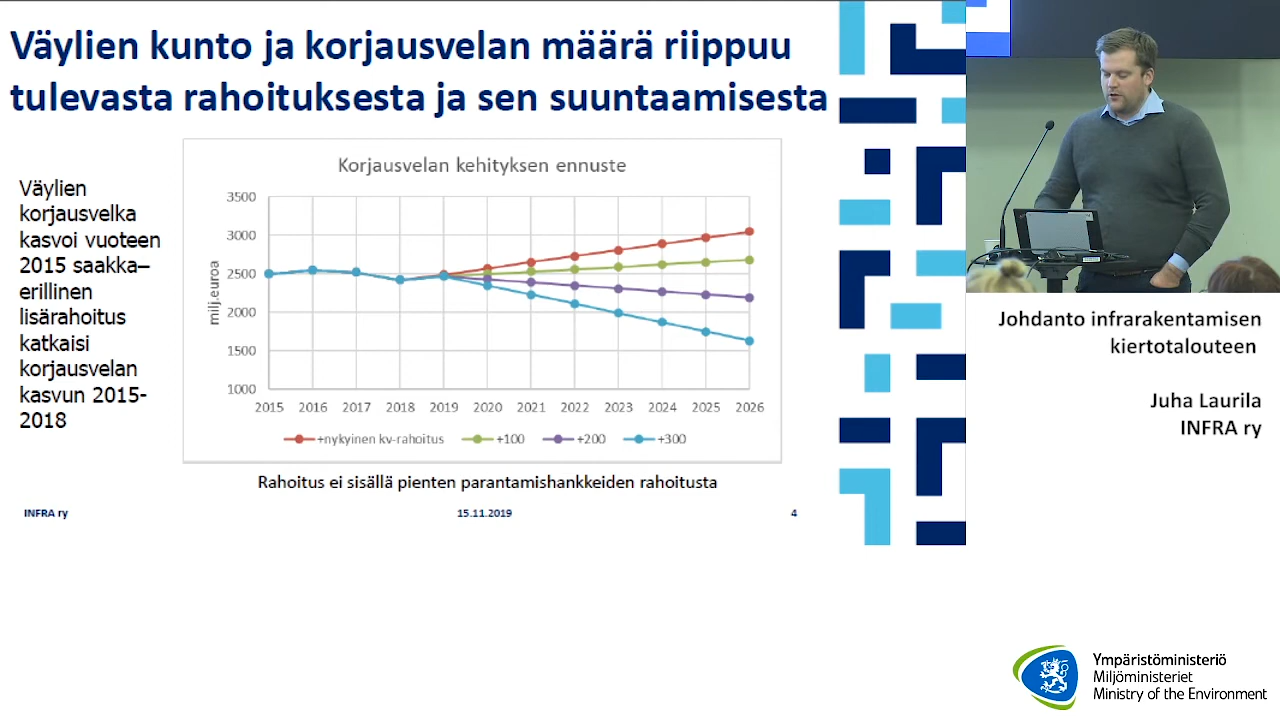 Väylien kunto ja korjausvelan määrä riippuu
tulevasta rahoituksesta ja sen suuntaamisesta
Väylien
korjausvelka
kasvoi vuoteen
2015 saakka–
erillinen
lisärahoitus
katkaisi
korjausvelan
kasvun 2015-
2018
Korjausvelan kehityksen ennuste
milj.euroa
3500
3000
2500
2000
1500
1000
2015 2016 2017 2018 2019 2020 2021 2022 2023 2024 2025 2026
+nykyinen kv-rahoitus +100 +200 +300
Rahoitus ei sisällä pienten parantamishankkeiden rahoitusta
INFRA ry 15.11.2019 4
Johdanto infrarakentamisen
kiertotalouteen
Juha Laurila
INFRA ry
Ympäristöministeriö
Miljöministeriet
Ministry of the Environment